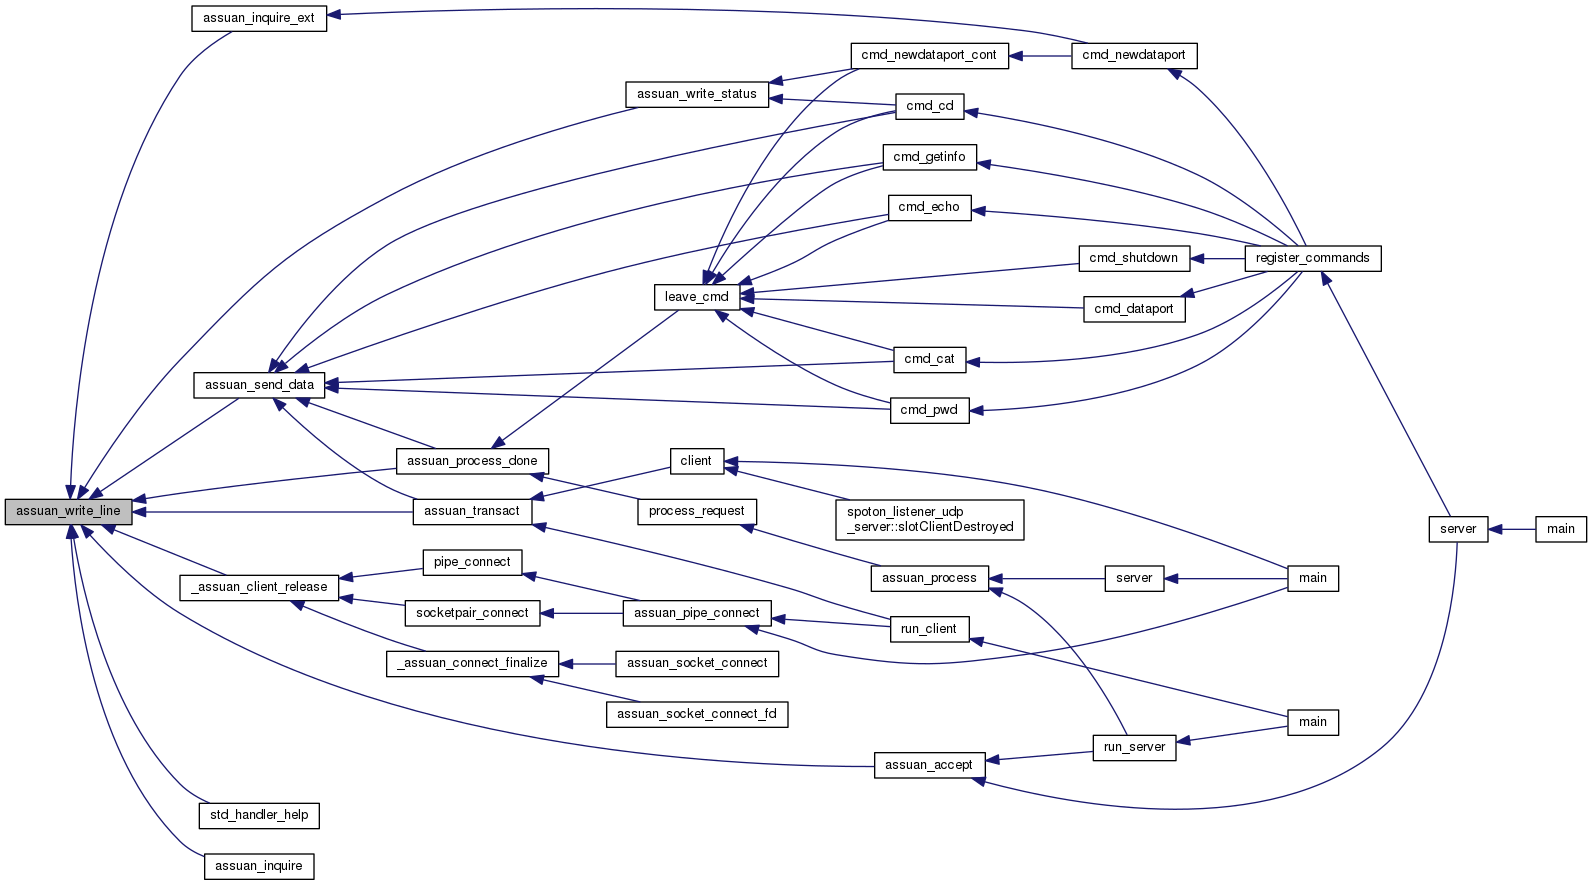 assuan_inquire_ext
cmd_newdataport_cont
cmd_newdataport
assuan_write_status
cmd_cd
cmd_getinfo
cmd_echo
cmd_shutdown
register_commands
leave_cmd
cmd_dataport
cmd_cat
assuan_send_data
cmd_pwd
assuan_process_done
client
assuan_write_line
assuan_transact
process_request
spoton_listener_udp
_server::slotClientDestroyed
server
main
pipe_connect
_assuan_client_release
assuan_process
server
main
socketpair_connect
assuan_pipe_connect
run_client
_assuan_connect_finalize
assuan_socket_connect
assuan_socket_connect_fd
main
run_server
assuan_accept
std_handler_help
assuan_inquire